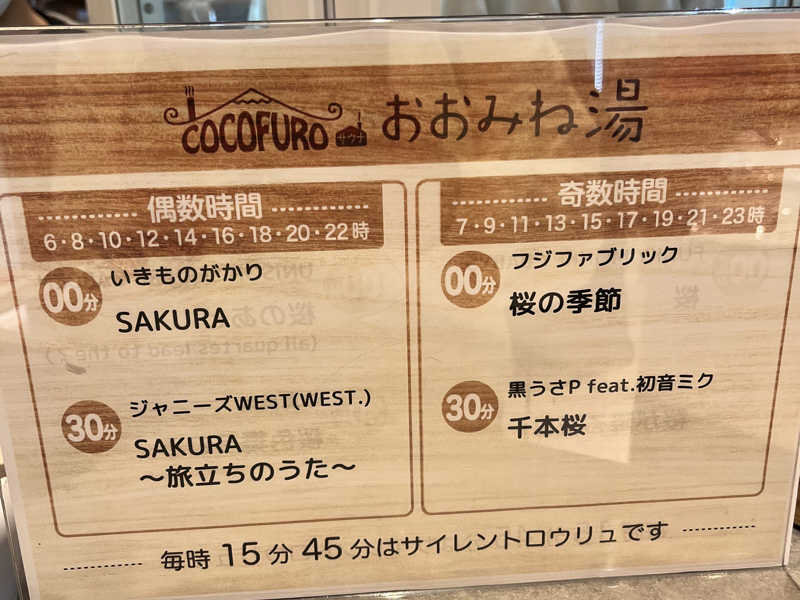 COCOFURO サウナ おおみね湯
偶数時間
6・8・10・12・14・16・18・20・22時
00分
いきものがかり
SAKURA
30分
ジャニーズWEST(WEST.)
SAKURA
〜旅立ちのうた〜
奇数時間
7・9・11・13・15・17・19・21・23時
00分
フジファブリック
桜の季節
30分
黒うさP feat.初音ミク
千本桜
毎時 15分 45分はサイレントロウリュです